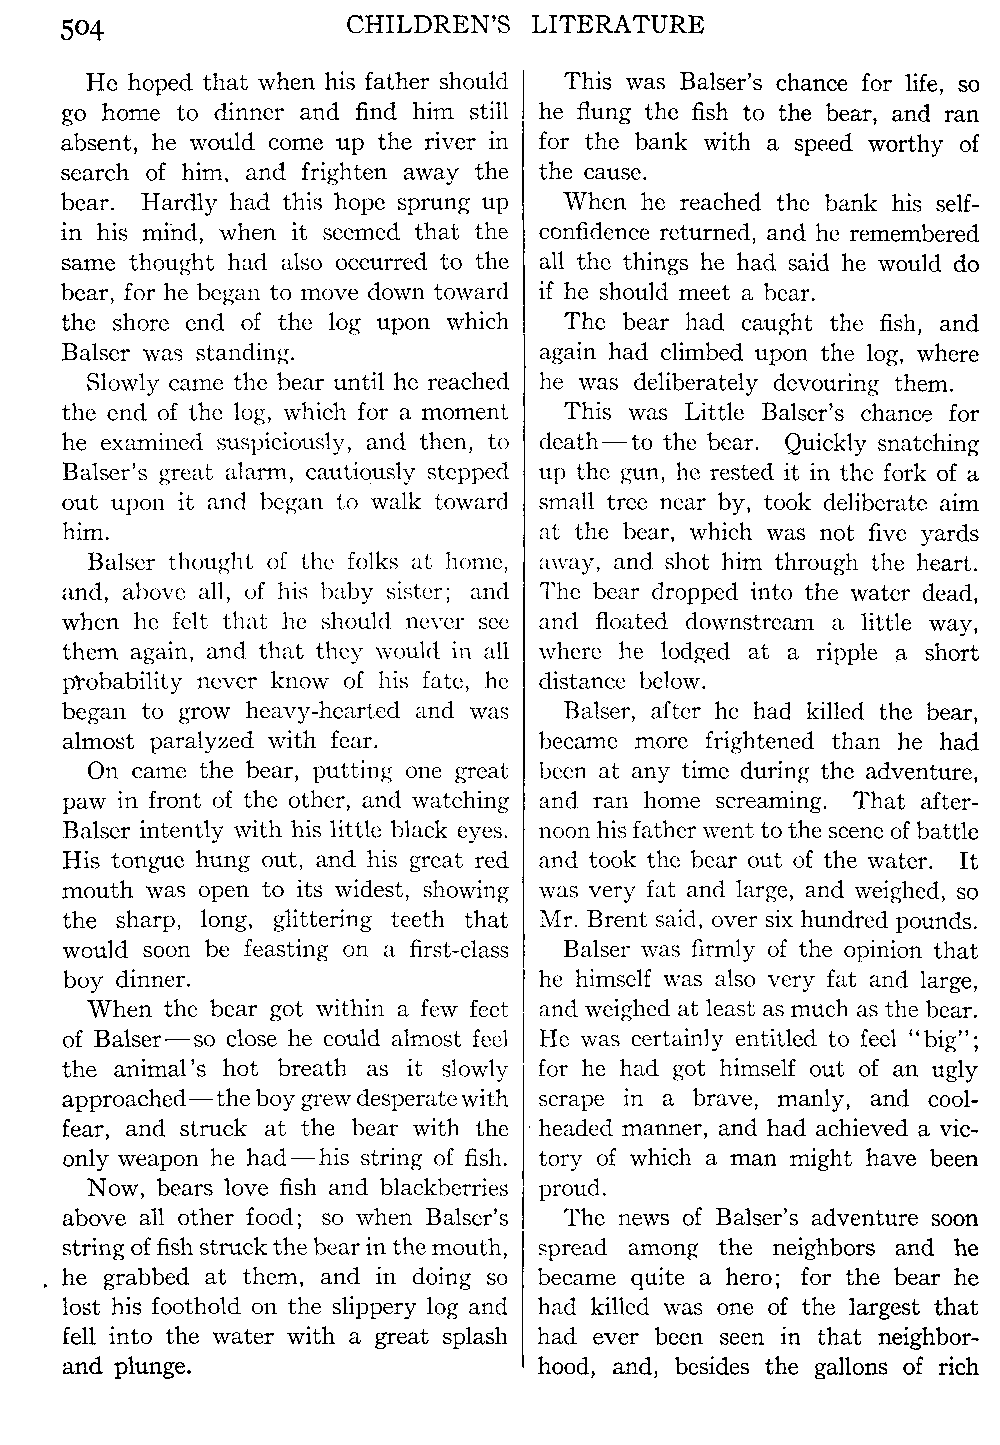 504
CHILDREN'S LITERATURE
He hoped that when his father should
go home to dinner and find him still
absent, he would come up the river in
search of him, and frighten away the
bear. Hardly had this hope sprung up
in his mind, when it seemed that the
same thought had also occurred to the
bear, for he began to move down toward
the shore end of the log upon which
Balser was standing.
Slowly came the bear until he reached
the end of the log, which for a moment
he examined suspiciously, and then, to
Balser's great alarm, cautiously stepped
out upon it and began to walk toward
him.
Balser thought of the folks at home,
and, above all, of his baby sister; and
when he felt that he should never see
them again, and that they would in all
probability never know of his fate, he
began to grow heavy-hearted and was
almost paralyzed with fear.
On came the bear, putting one great
paw in front of the other, and watching
Balser intently with his little black eyes.
His tongue hung out, and his great red
mouth was open to its widest, showing
the sharp, long, glittering teeth that
would soon be feasting on a first-class
boy dinner.
When the bear got within a few feet
of Balser—so close he could almost feel
the animal's hot breath as it slowly
approached—the boy grew desperate with
fear, and struck at the bear with the
only weapon he had—his string of fish.
Now, bears love fish and blackberries
above all other food; so when Balser's
string of fish struck the bear in the mouth,
he grabbed at them, and in doing so
lost his foothold on the slippery log and
fell into the water with a great splash
and plunge.
This was Balser's chance for life, so
he flung the fish to the bear, and ran
for the bank with a speed worthy of
the cause.
When he reached the bank his self-
confidence returned, and he remembered
all the things he had said he would do
if he should meet a bear.
The bear had caught the fish, and
again had climbed upon the log, where
he was deliberately devouring them.
This was Little Balser's chance for
death—to the bear. Quickly snatching
up the gun, he rested it in the fork of a
small tree near by, took deliberate aim
at the bear, which was not five yards
away, and shot him through the heart.
The bear dropped into the water dead,
and floated downstream a little way,
where he lodged at a ripple a short
distance below.
Balser, after he had killed the bear,
became more frightened than he had
been at any time during the adventure,
and ran home screaming. That after-
noon his father went to the scene of battle
and took the bear out of the water. It
was very fat and large, and weighed, so
Mr. Brent said, over six hundred pounds.
Balser was firmly of the opinion that
he himself was also very fat and large,
and weighed at least as much as the bear.
He was certainly entitled to feel "big";
for he had got himself out of an ugly
scrape in a brave, manly, and cool-
headed manner, and had achieved a vic-
tory of which a man might have been
proud.
The news of Balser's adventure soon
spread among the neighbors and he
became quite a hero; for the bear he
had killed was one of the largest that
had ever been seen in that neighbor-
hood, and, besides the gallons of rich